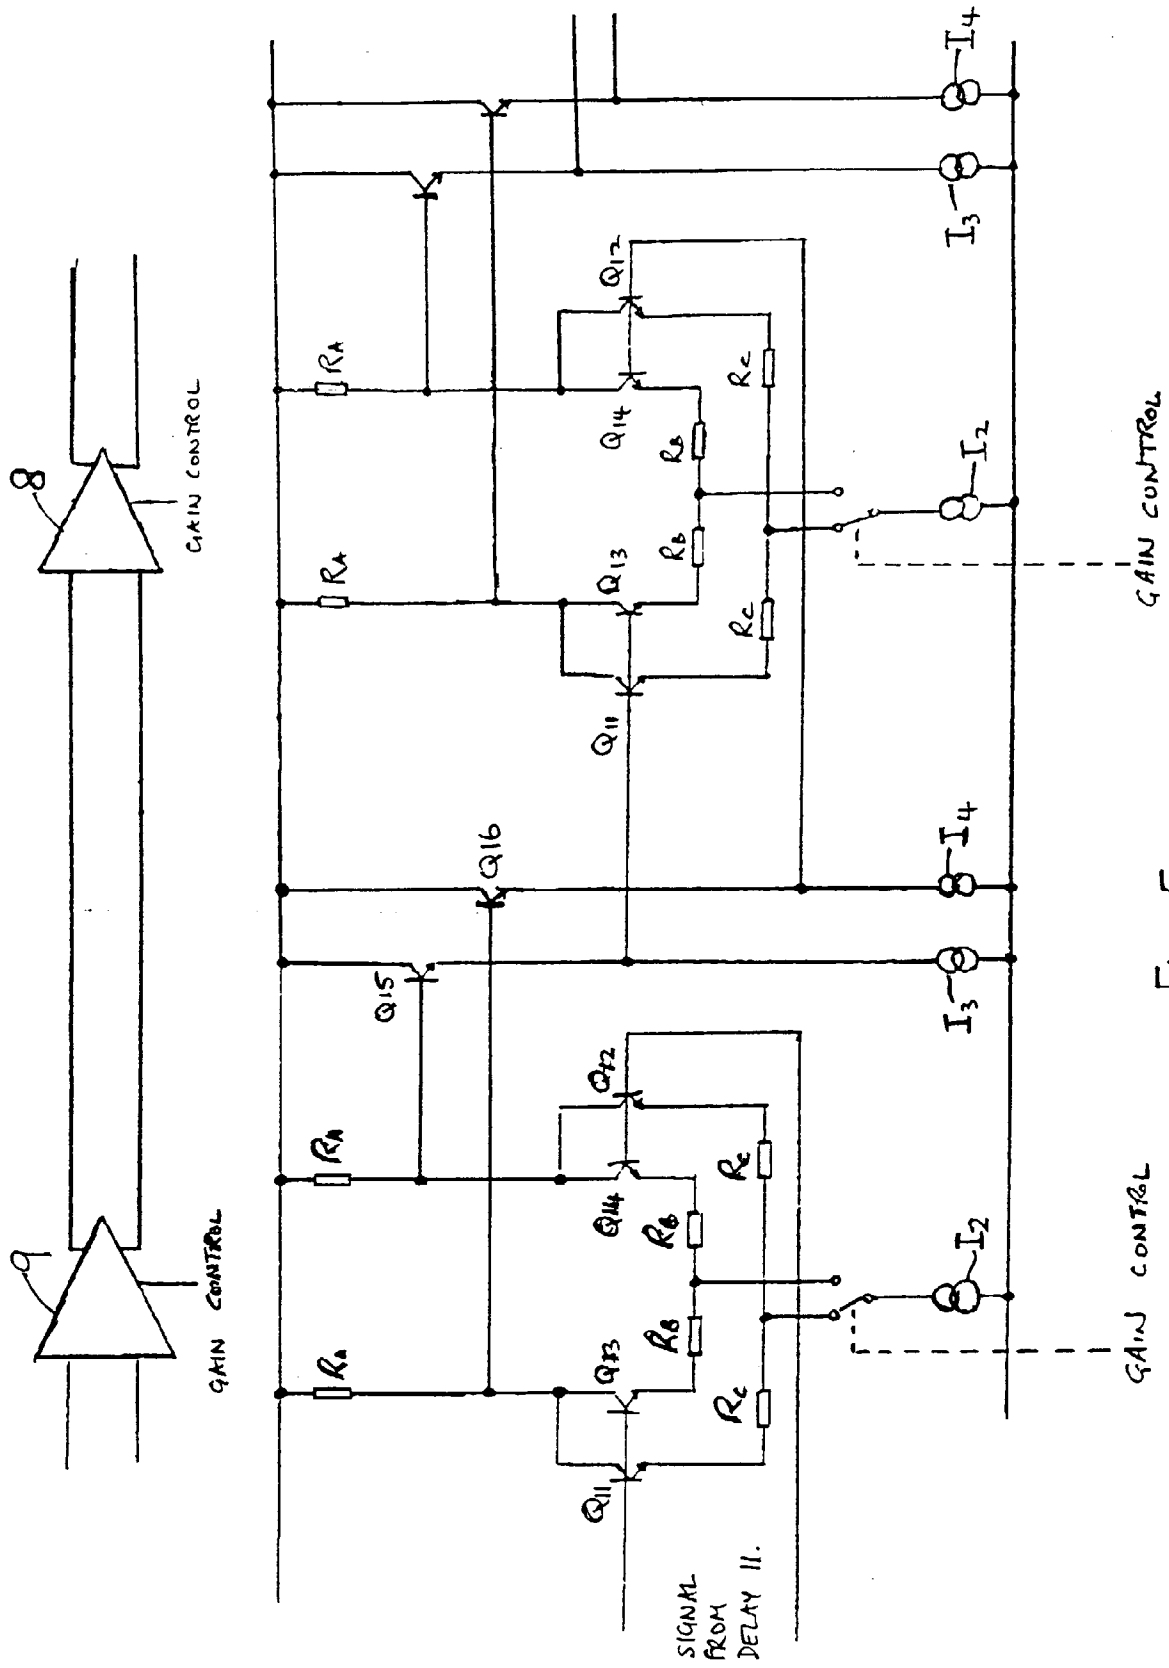 9
8
GAIN CONTROL
GAIN CONTROL
RA
RA
RA
RA
Q15
Q16
Q11
Q13
Q14
Q12
Q11
Q13
Q14
Q12
RB
RB
RB
RB
RC
RC
RC
RC
SIGNAL
FROM
DELAY 11.
I2
I3
I4
I2
I3
I4
GAIN CONTROL
GAIN CONTROL